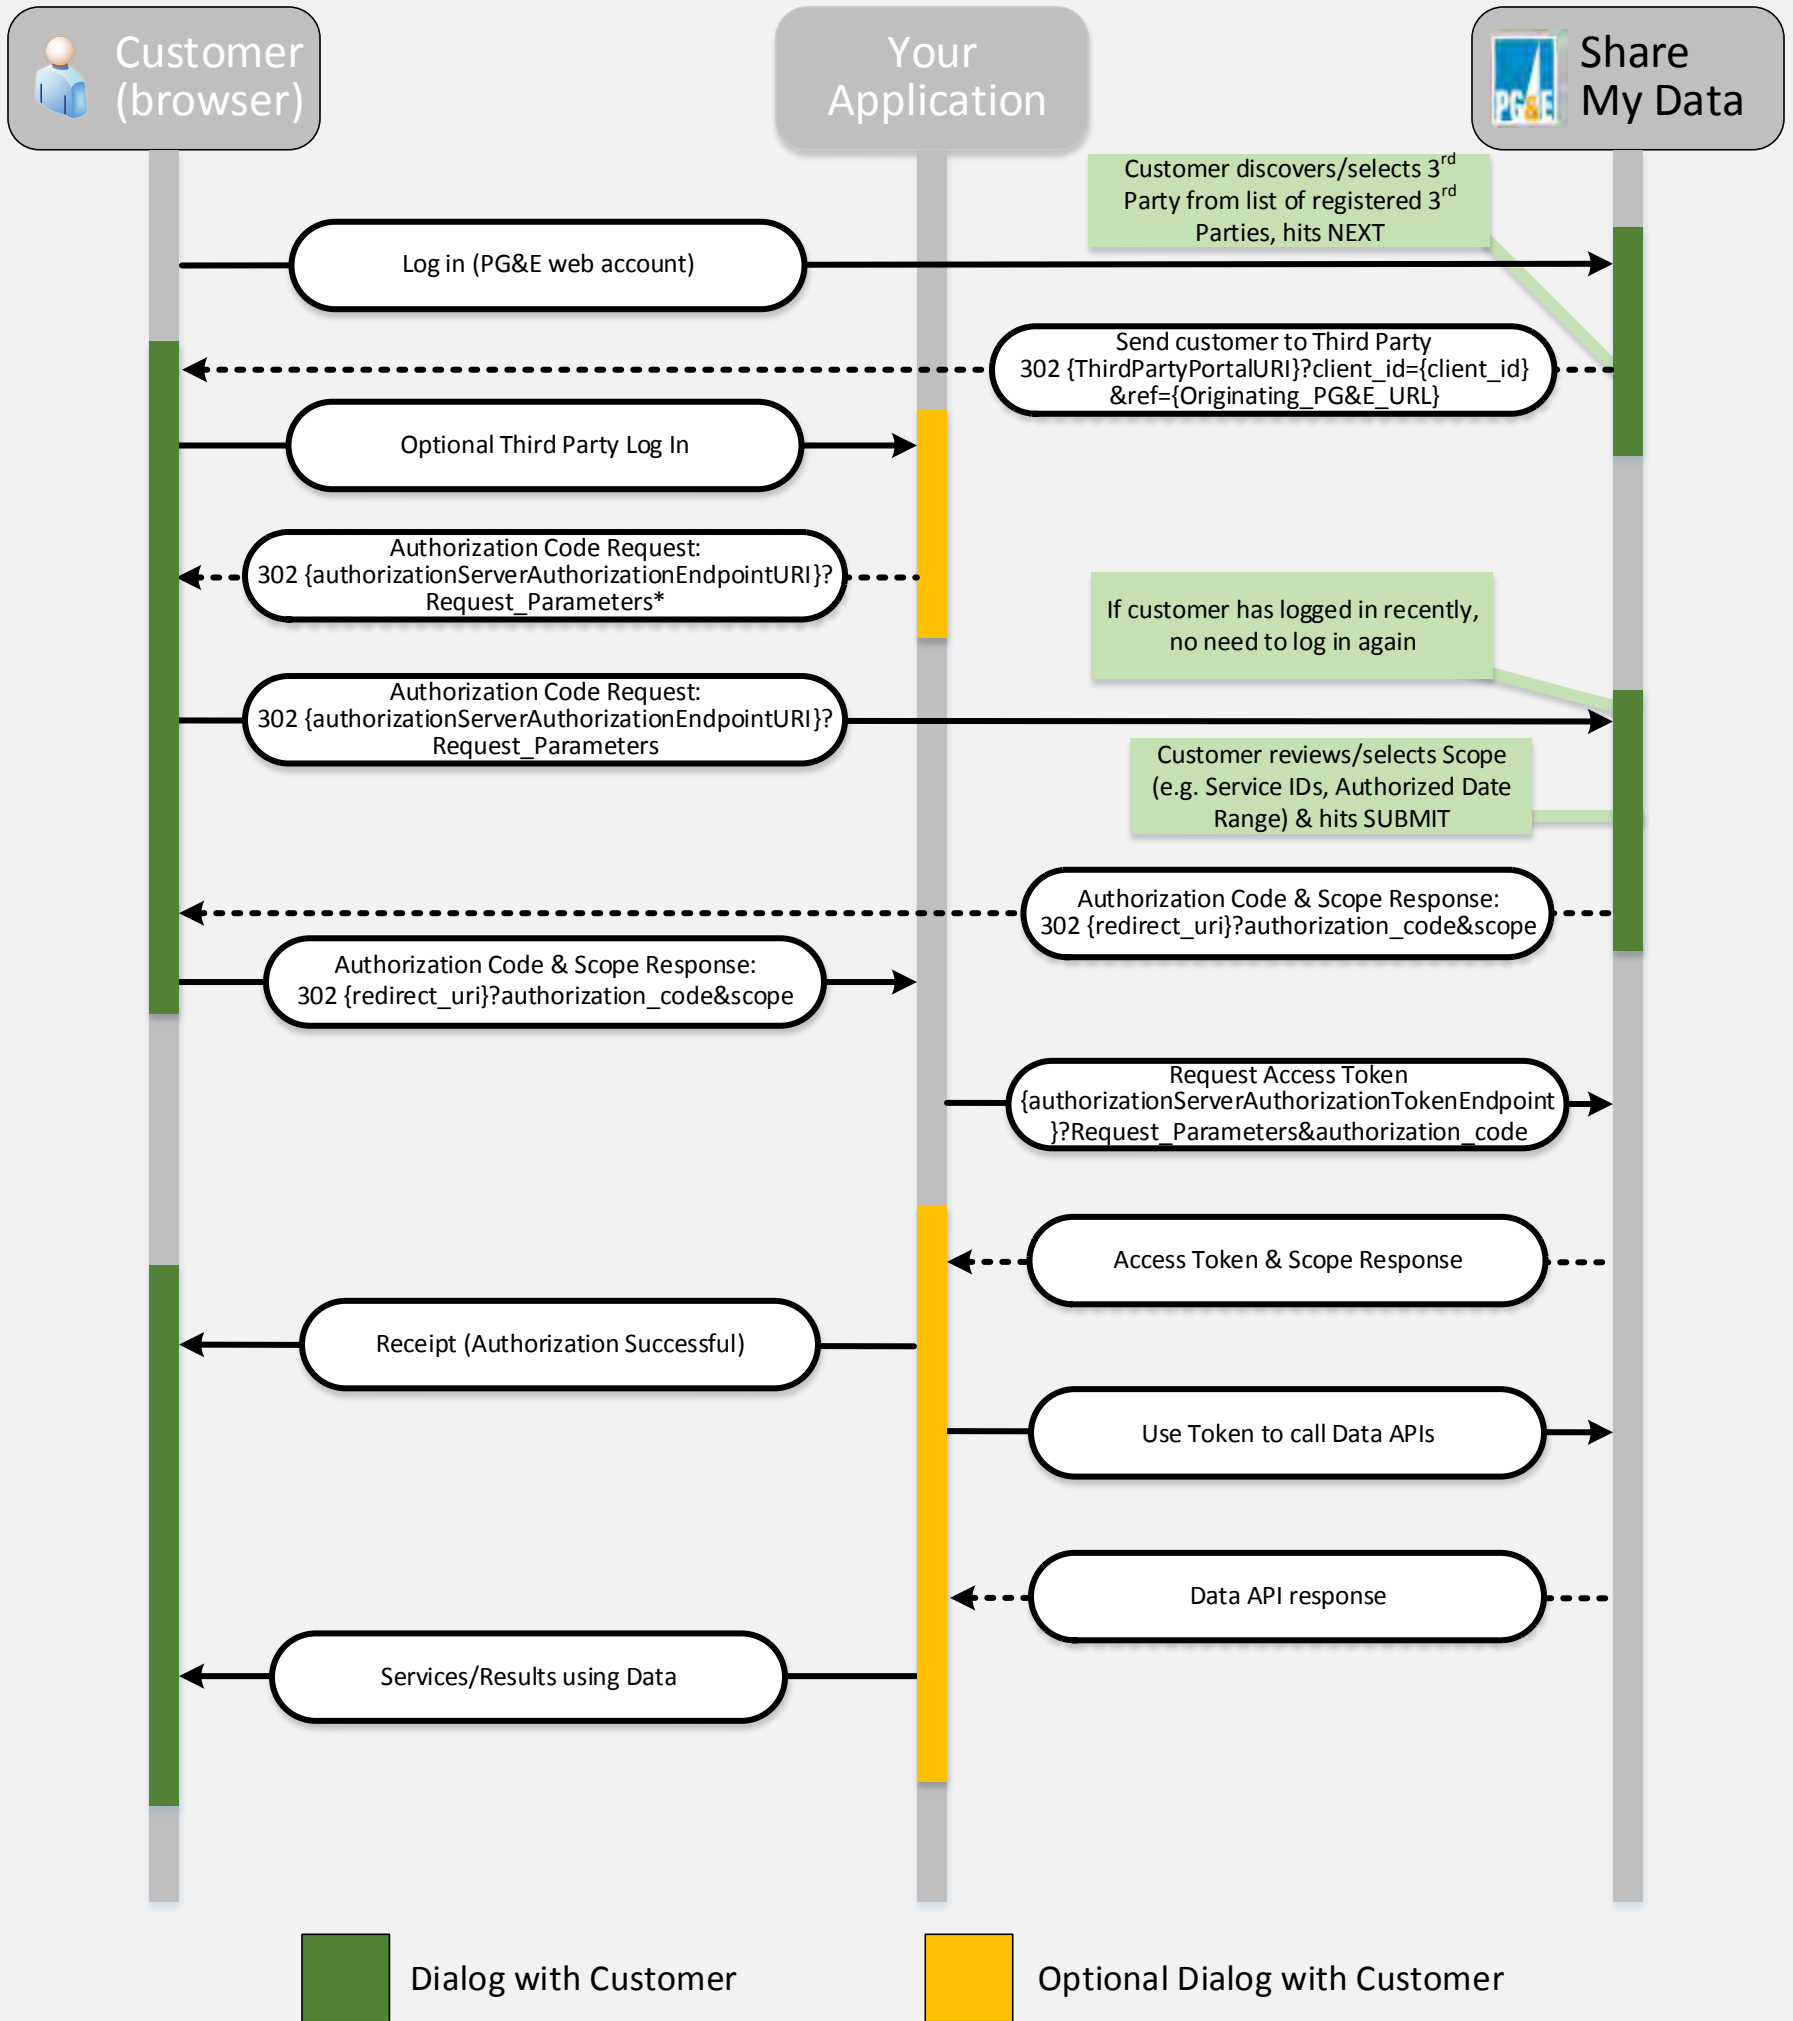 Customer
(browser)
Your
Application
PG&E
Share
My Data
Customer discovers/selects 3rd
Party from list of registered 3rd
Parties, hits NEXT
Log in (PG&E web account)
Send customer to Third Party
302 {ThirdPartyPortalURI}?client_id={client_id}
&ref={Originating_PG&E_URL}
Optional Third Party Log In
Authorization Code Request:
302 {authorizationServerAuthorizationEndpointURI}?
Request_Parameters*
If customer has logged in recently,
no need to log in again
Authorization Code Request:
302 {authorizationServerAuthorizationEndpointURI}?
Request_Parameters
Customer reviews/selects Scope
(e.g. Service IDs, Authorized Date
Range) & hits SUBMIT
Authorization Code & Scope Response:
302 {redirect_uri}?authorization_code&scope
Authorization Code & Scope Response:
302 {redirect_uri}?authorization_code&scope
Request Access Token
{authorizationServerAuthorizationTokenEndpoint
}?Request_Parameters&authorization_code
Access Token & Scope Response
Receipt (Authorization Successful)
Use Token to call Data APIs
Data API response
Services/Results using Data
Dialog with Customer
Optional Dialog with Customer